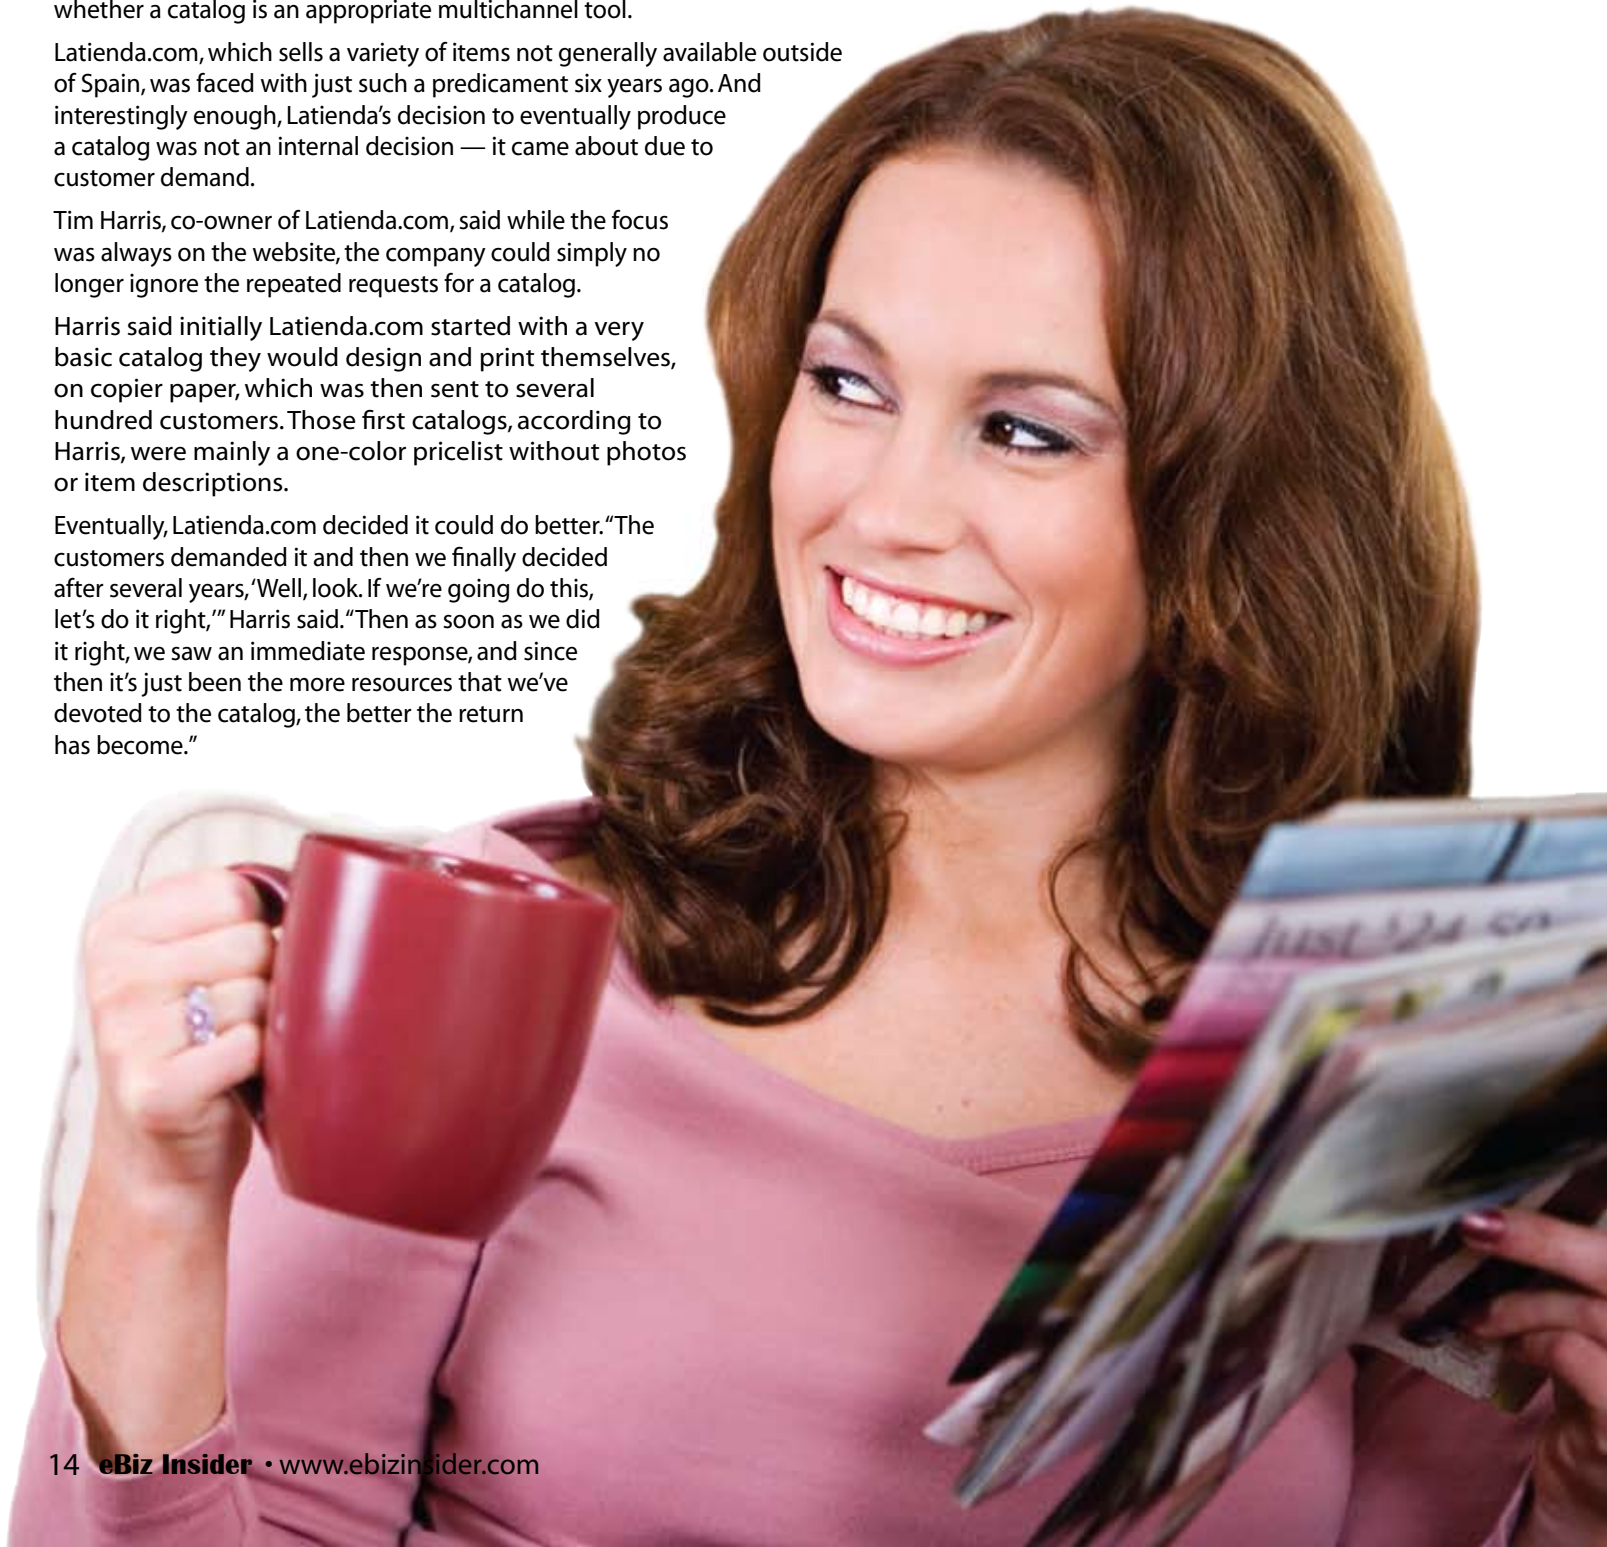 whether a catalog is an appropriate multichannel tool.
Latienda.com, which sells a variety of items not generally available outside
of Spain, was faced with just such a predicament six years ago. And
interestingly enough, Latienda’s decision to eventually produce
a catalog was not an internal decision — it came about due to
customer demand.
Tim Harris, co-owner of Latienda.com, said while the focus
was always on the website, the company could simply no
longer ignore the repeated requests for a catalog.
Harris said initially Latienda.com started with a very
basic catalog they would design and print themselves,
on copier paper, which was then sent to several
hundred customers. Those first catalogs, according to
Harris, were mainly a one-color pricelist without photos
or item descriptions.
Eventually, Latienda.com decided it could do better. “The
customers demanded it and then we finally decided
after several years, ‘Well, look. If we’re going do this,
let’s do it right,’” Harris said. “Then as soon as we did
it right, we saw an immediate response, and since
then it’s just been the more resources that we’ve
devoted to the catalog, the better the return
has become.”
just $24.50
14 eBiz Insider • www.ebizinsider.com